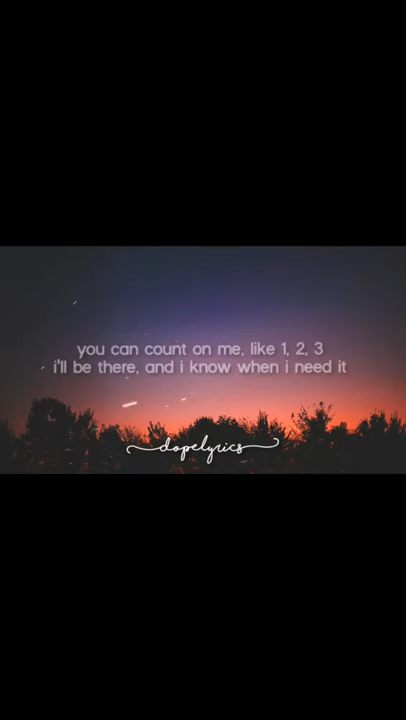 you can count on me, like 1, 2, 3
i'll be there, and i know when i need it
dopelyrics